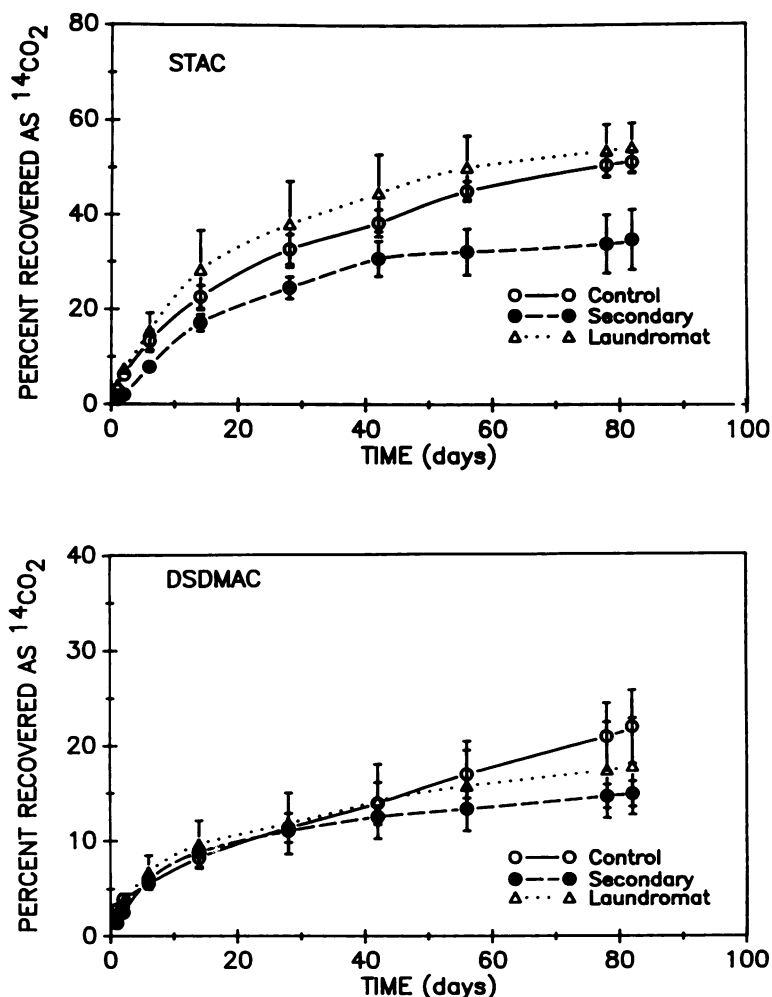 80
60
40
20
0
PERCENT RECOVERED AS ¹⁴CO₂
STAC
Control
Secondary
Laundromat
0 20 40 60 80 100
TIME (days)
40
30
20
10
0
PERCENT RECOVERED AS ¹⁴CO₂
DSDMAC
Control
Secondary
Laundromat
0 20 40 60 80 100
TIME (days)